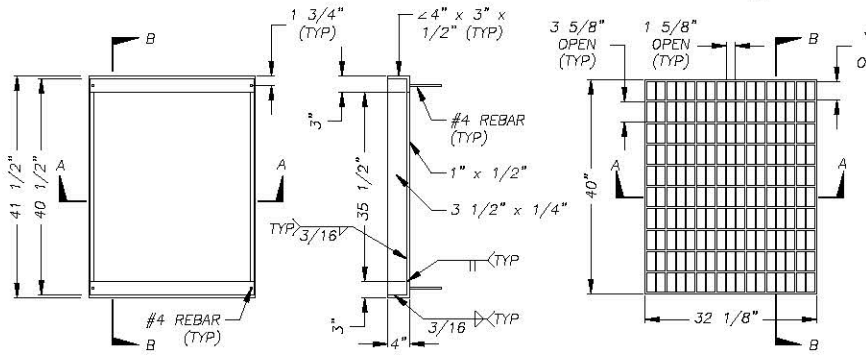 1 3/4"
(TYP)
∠4" x 3" x
1/2" (TYP)
3 5/8"
OPEN
(TYP)
1 5/8"
OPEN
(TYP)
B
B
O
#4 REBAR
(TYP)
3"
A
A
1" x 1/2"
A
A
41 1/2"
40 1/2"
35 1/2"
3 1/2" x 1/4"
40"
TYP
3/16
TYP
#4 REBAR
(TYP)
3"
3/16
TYP
32 1/8"
B
4"
B